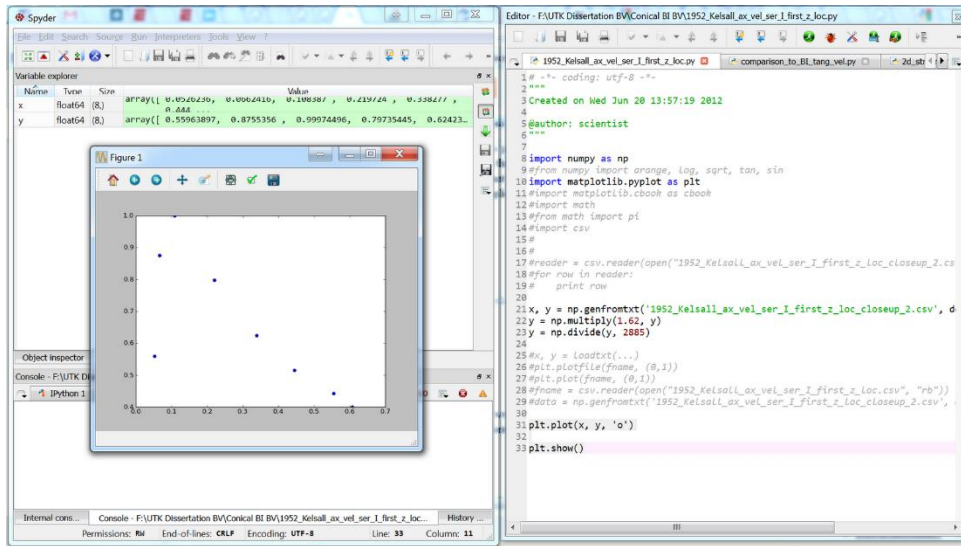 Spyder
File Edit Search Source Run Interpreters Tools View ?
Variable explorer
Name Type Size Value
x float64 (8,) array([ 0.0526236, 0.0662416, 0.108387 , 0.219724 , 0.338277 ,
0.444 ...
y float64 (8,) array([ 0.55963897, 0.8755356 , 0.99974496, 0.79735445, 0.62423...
Figure 1
1.0
0.9
0.8
0.7
0.6
0.5
0.4
0.0 0.1 0.2 0.3 0.4 0.5 0.6 0.7
Object inspector
Console - F:\UTK Di
IPython 1
Internal cons... Console - F:\UTK Dissertation BV\Conical BI BV\1952_Kelsall_ax_vel_ser_I_first_z_loc... History ...
Permissions: RW End-of-lines: CRLF Encoding: UTF-8 Line: 33 Column: 11
Editor - F:\UTK Dissertation BV\Conical BI BV\1952_Kelsall_ax_vel_ser_I_first_z_loc.py
1952_Kelsall_ax_vel_ser_I_first_z_loc.py comparison_to_BI_tang_vel.py 2d_str
1 # -*- coding: utf-8 -*-
2 """
3 Created on Wed Jun 20 13:57:19 2012
4
5 @author: scientist
6 """
7
8 import numpy as np
9 #from numpy import arange, log, sqrt, tan, sin
10 import matplotlib.pyplot as plt
11 #import matplotlib.cbook as cbook
12 #import math
13 #from math import pi
14 #import csv
15 #
16 #
17 #reader = csv.reader(open("1952_Kelsall_ax_vel_ser_I_first_z_loc_closeup_2.cs
18 #for row in reader:
19 #    print row
20
21 x, y = np.genfromtxt('1952_Kelsall_ax_vel_ser_I_first_z_loc_closeup_2.csv', d
22 y = np.multiply(1.62, y)
23 y = np.divide(y, 2885)
24
25 #x, y = loadtxt(...)
26 #plt.plotfile(fname, (0,1))
27 #plt.plot(fname, (0,1))
28 #fname = csv.reader(open("1952_Kelsall_ax_vel_ser_I_first_z_loc.csv", "rb"))
29 #data = np.genfromtxt('1952_Kelsall_ax_vel_ser_I_first_z_loc_closeup_2.csv',
30
31 plt.plot(x, y, 'o')
32
33 plt.show()